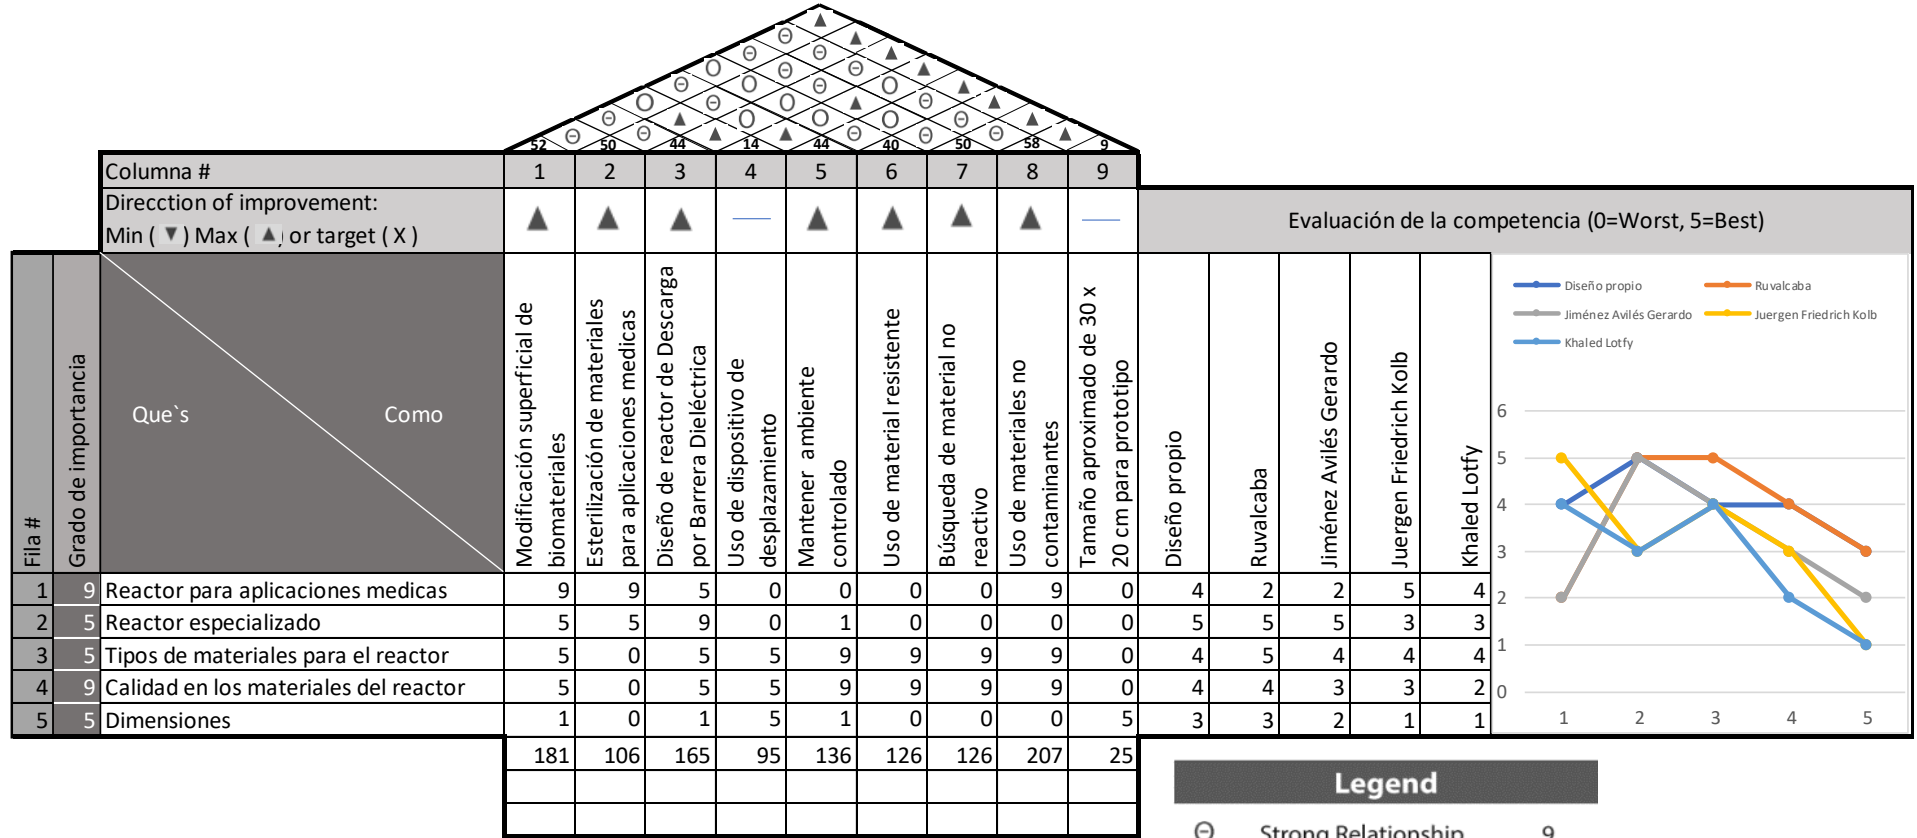 52 50 44 14 44 40 50 58 9
Columna # 1 2 3 4 5 6 7 8 9
Direcction of improvement:
Min ( ▼ ) Max ( ▲ ) or target ( X )
Evaluación de la competencia (0=Worst, 5=Best)
Fila #
Grado de importancia
Que`s
Como
Modificación superficial de
biomateriales
Esterilización de materiales
para aplicaciones medicas
Diseño de reactor de Descarga
por Barrera Dieléctrica
Uso de dispositivo de
desplazamiento
Mantener ambiente
controlado
Uso de material resistente
Búsqueda de material no
reactivo
Uso de materiales no
contaminantes
Tamaño aproximado de 30 x
20 cm para prototipo
Diseño propio
Ruvalcaba
Jiménez Avilés Gerardo
Juergen Friedrich Kolb
Khaled Lotfy
1 9 Reactor para aplicaciones medicas 9 9 5 0 0 0 0 9 0 4 2 2 5 4
2 5 Reactor especializado 5 5 9 0 1 0 0 0 0 5 5 5 3 3
3 5 Tipos de materiales para el reactor 5 0 5 5 9 9 9 9 0 4 5 4 4 4
4 9 Calidad en los materiales del reactor 5 0 5 5 9 9 9 9 0 4 4 3 3 2
5 5 Dimensiones 1 0 1 5 1 0 0 0 5 3 3 2 1 1
181 106 165 95 136 126 126 207 25
Diseño propio Ruvalcaba
Jiménez Avilés Gerardo Juergen Friedrich Kolb
Khaled Lotfy
6
5
4
3
2
1
0
1 2 3 4 5
Legend
Θ Strong Relationship 9